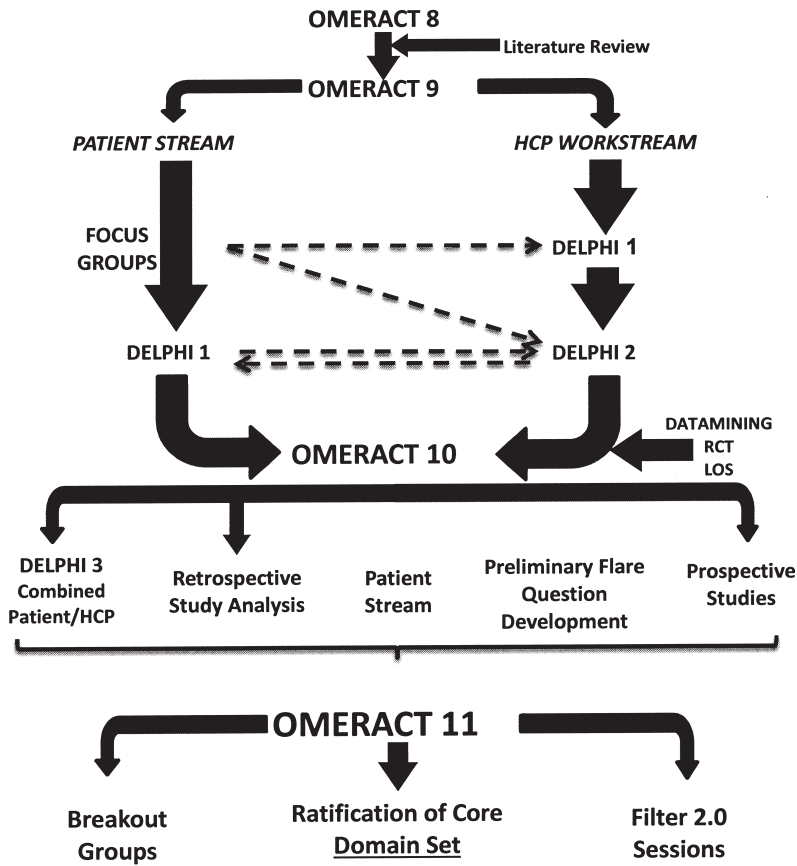 OMERACT 8
Literature Review
OMERACT 9
PATIENT STREAM
HCP WORKSTREAM
FOCUS
GROUPS
DELPHI 1
DELPHI 1
DELPHI 2
DATAMINING
RCT
LOS
OMERACT 10
DELPHI 3
Combined
Patient/HCP
Retrospective
Study Analysis
Patient
Stream
Preliminary Flare
Question
Development
Prospective
Studies
OMERACT 11
Breakout
Groups
Ratification of Core
Domain Set
Filter 2.0
Sessions